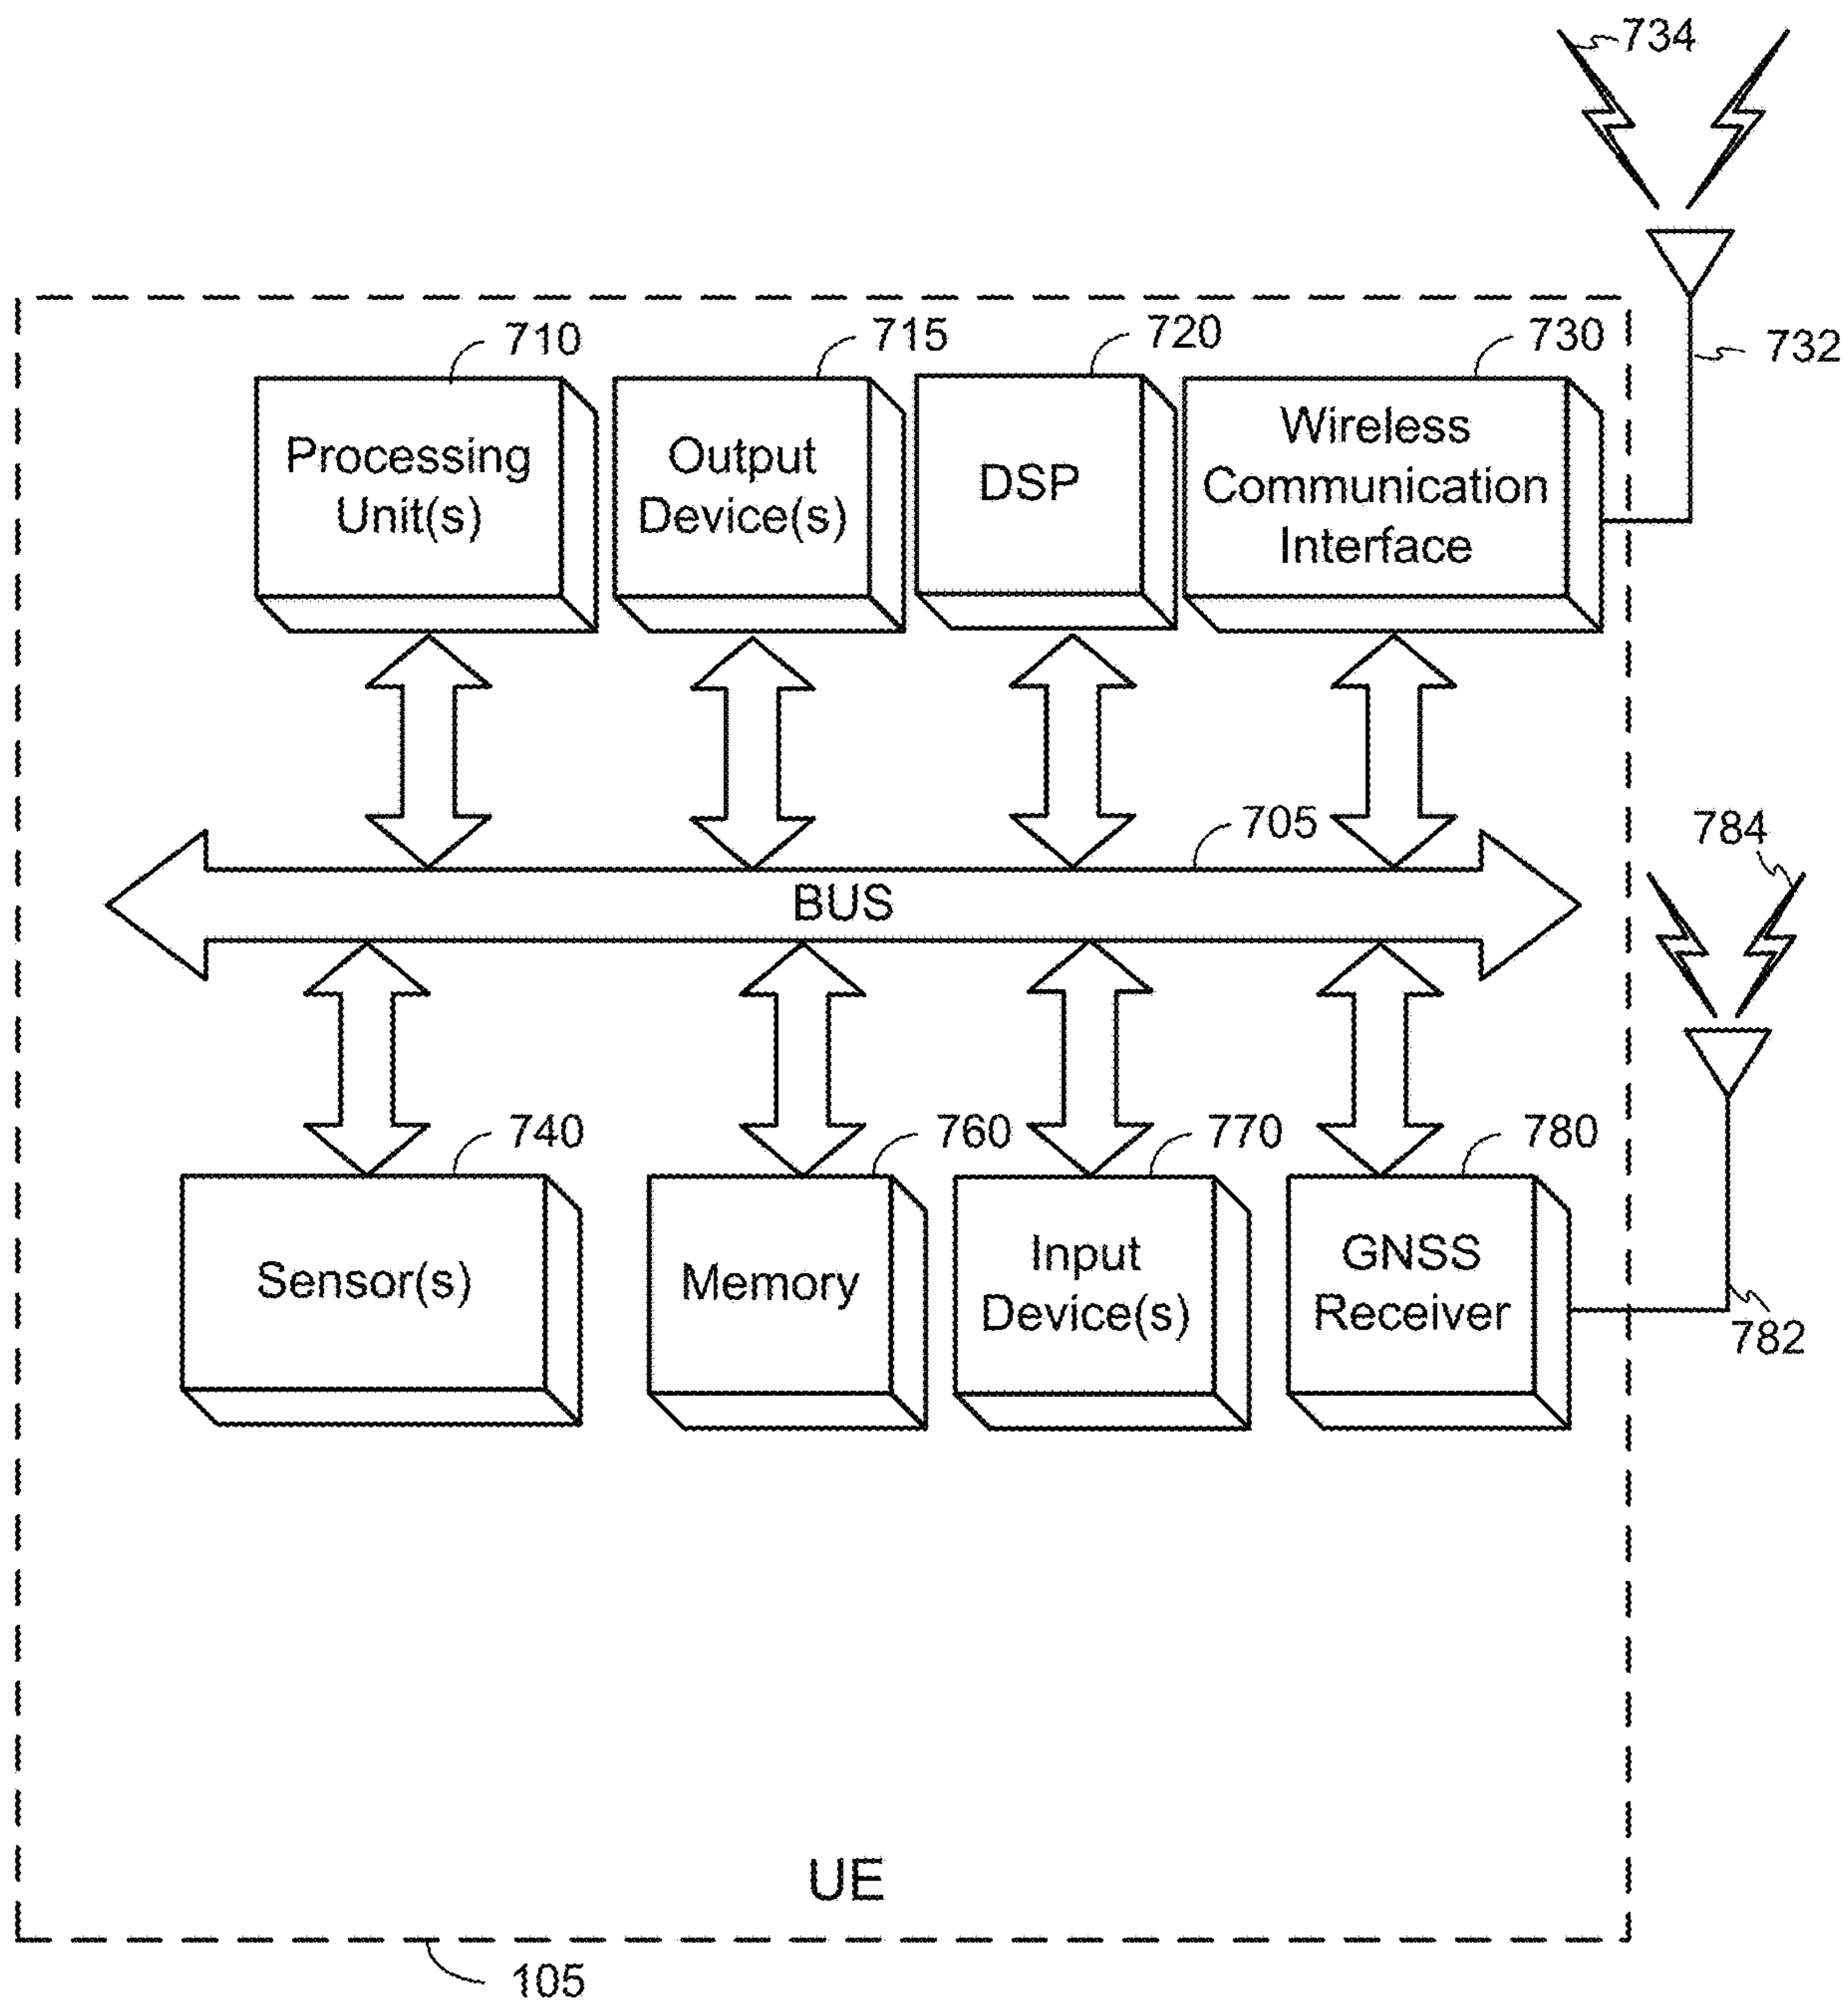 734
732
710
715
720
730
Processing
Unit(s)
Output
Device(s)
DSP
Wireless
Communication
Interface
705
BUS
784
740
760
770
780
Sensor(s)
Memory
Input
Device(s)
GNSS
Receiver
782
UE
105